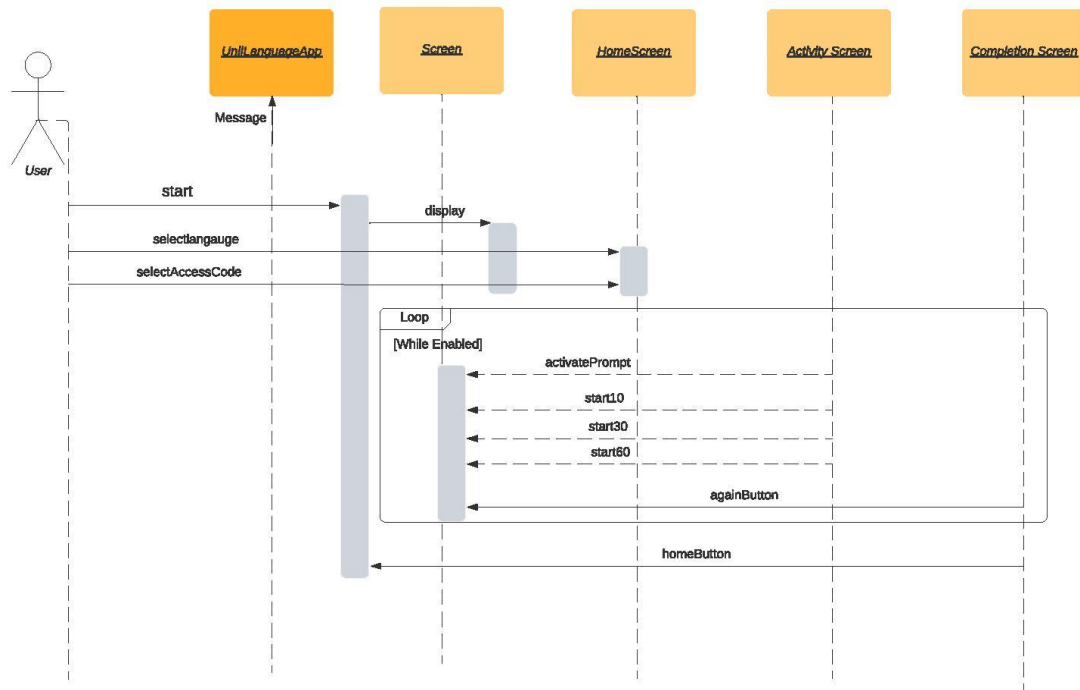 UniLanguageApp
Screen
HomeScreen
Activity Screen
Completion Screen
Message
User
start
display
selectlangauge
selectAccessCode
Loop
[While Enabled]
activatePrompt
start10
start30
start60
againButton
homeButton